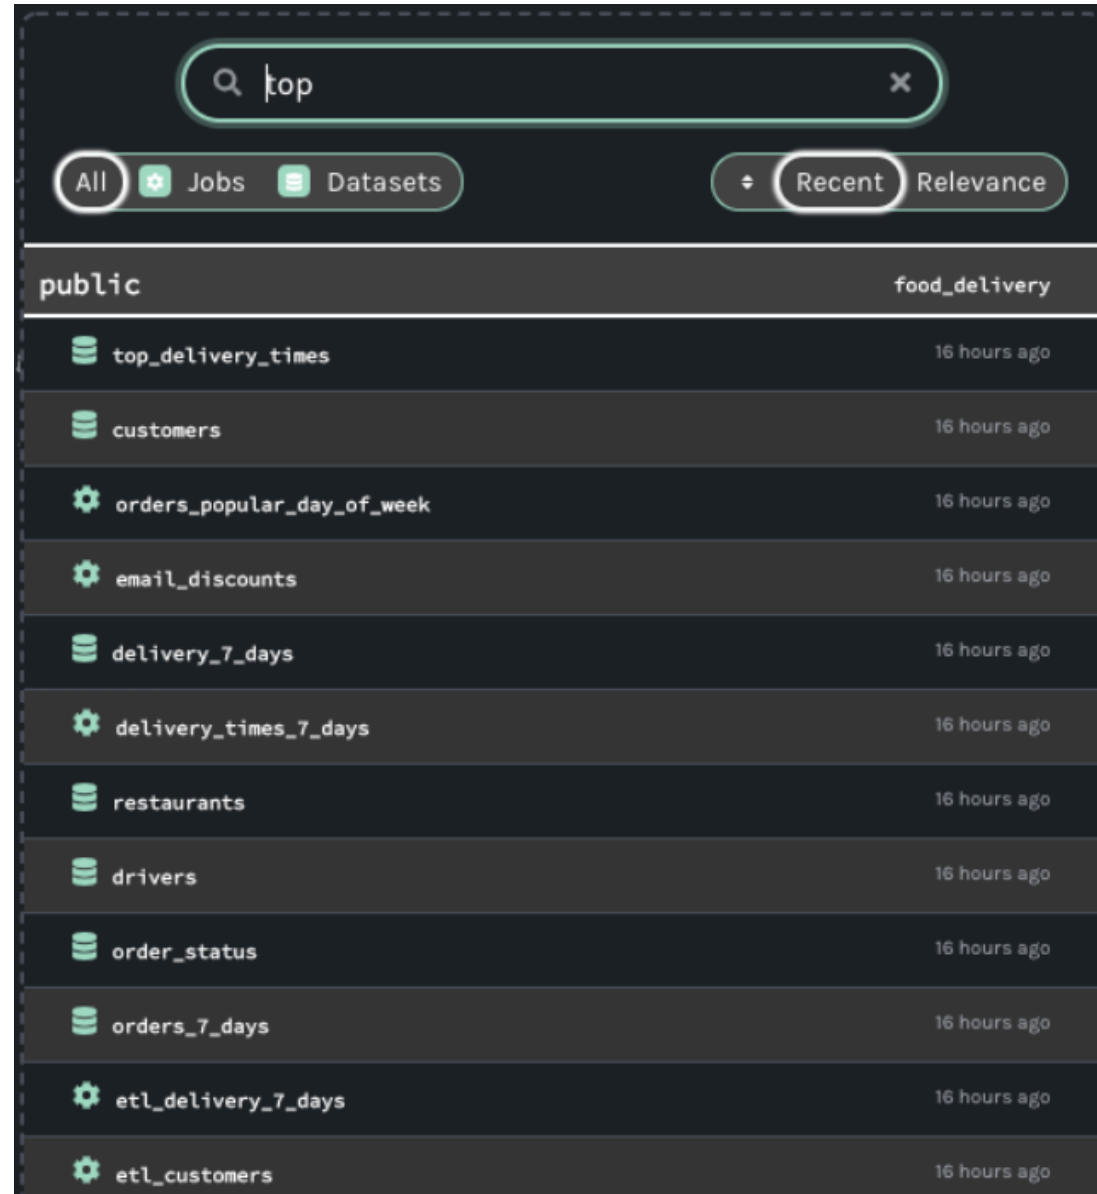 top
All Jobs Datasets Recent Relevance
public food_delivery
top_delivery_times 16 hours ago
customers 16 hours ago
orders_popular_day_of_week 16 hours ago
email_discounts 16 hours ago
delivery_7_days 16 hours ago
delivery_times_7_days 16 hours ago
restaurants 16 hours ago
drivers 16 hours ago
order_status 16 hours ago
orders_7_days 16 hours ago
etl_delivery_7_days 16 hours ago
etl_customers 16 hours ago